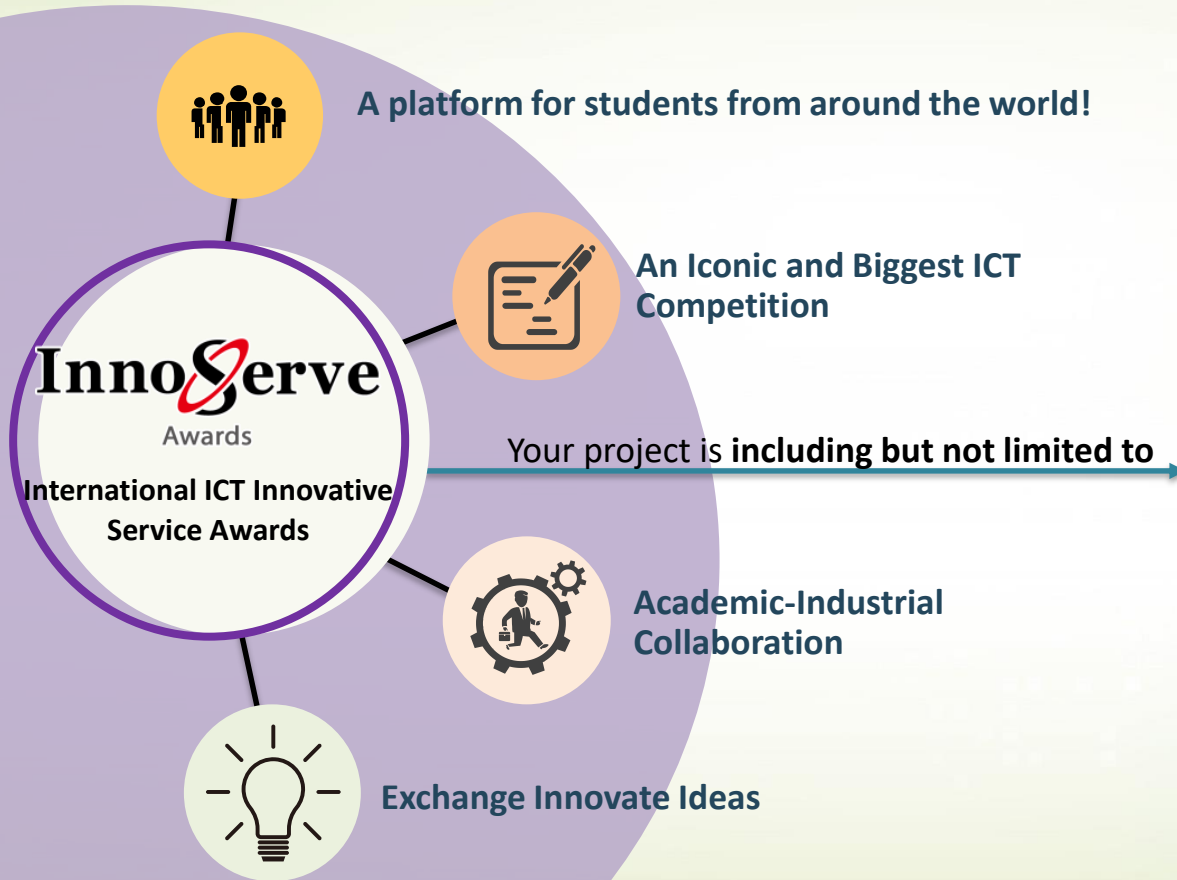 A platform for students from around the world!
An Iconic and Biggest ICT
Competition
InnoServe
Awards
International ICT Innovative
Service Awards
Your project is including but not limited to
Academic-Industrial
Collaboration
Exchange Innovate Ideas